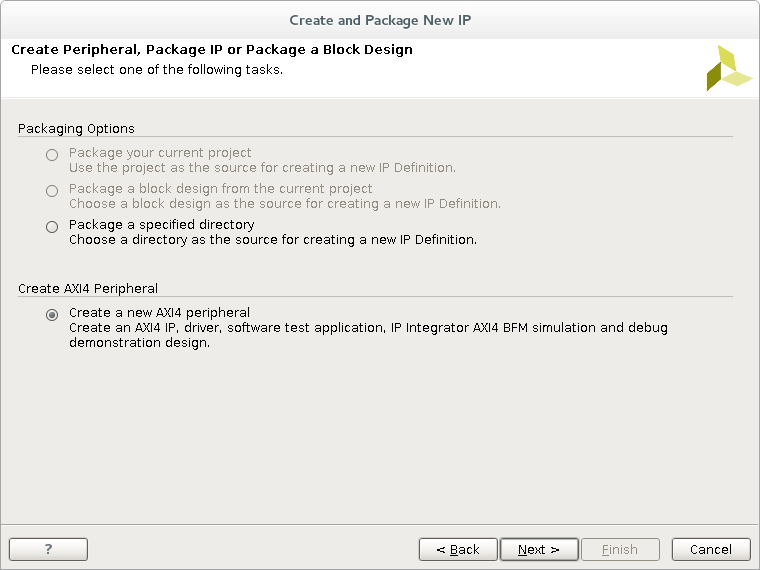 Create and Package New IP
Create Peripheral, Package IP or Package a Block Design
Please select one of the following tasks.
Packaging Options
Package your current project
Use the project as the source for creating a new IP Definition.
Package a block design from the current project
Choose a block design as the source for creating a new IP Definition.
Package a specified directory
Choose a directory as the source for creating a new IP Definition.
Create AXI4 Peripheral
Create a new AXI4 peripheral
Create an AXI4 IP, driver, software test application, IP Integrator AXI4 BFM simulation and debug
demonstration design.
? < Back Next > Finish Cancel